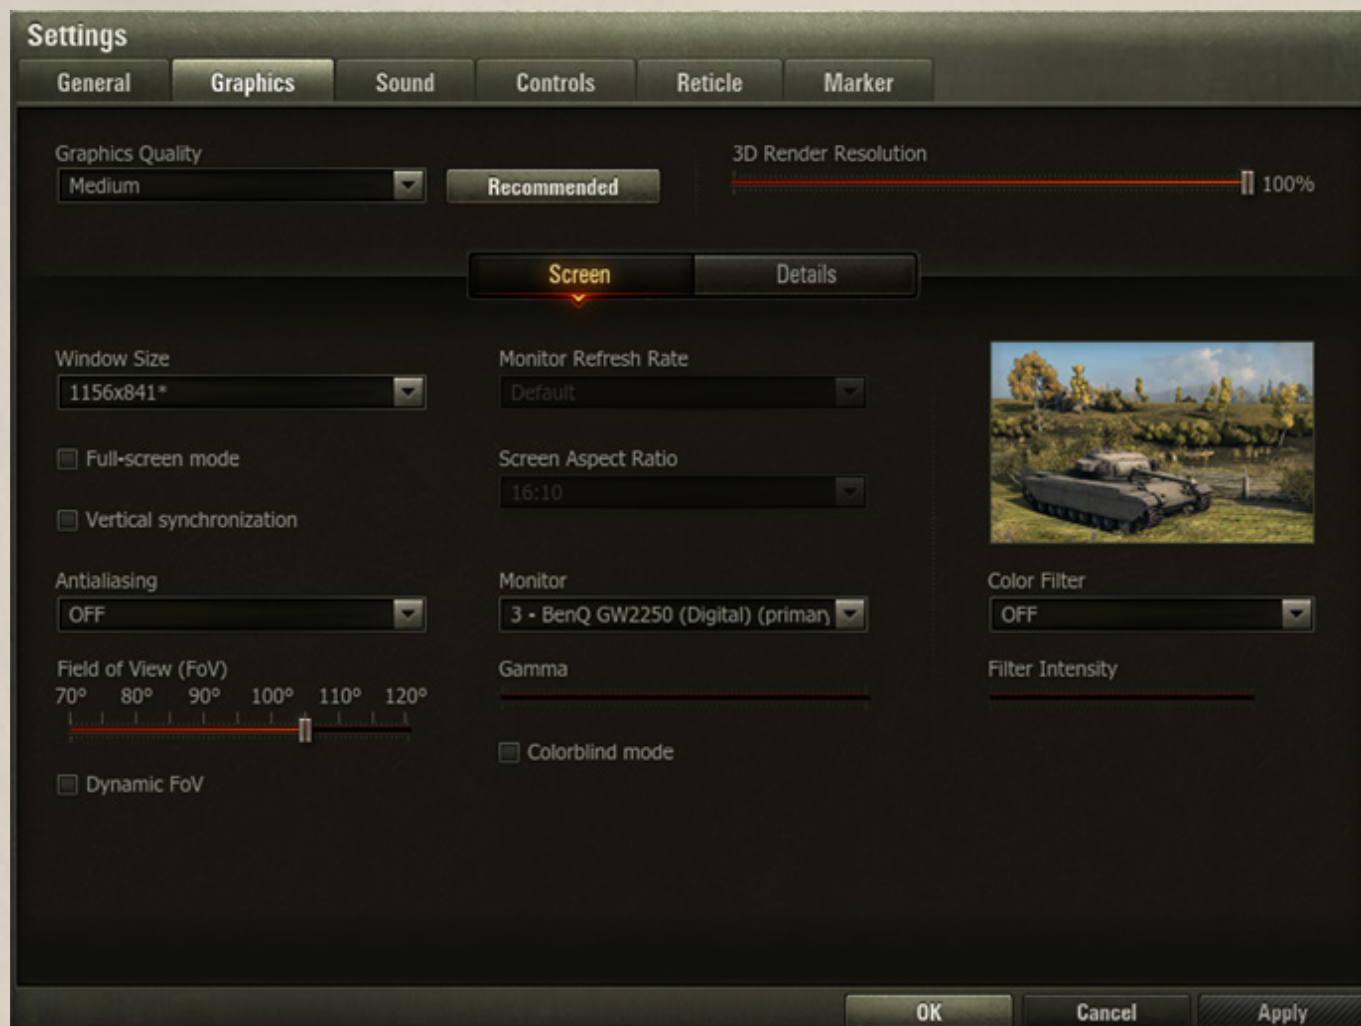 Settings
General Graphics Sound Controls Reticle Marker
Graphics Quality
Medium
Recommended
3D Render Resolution
100%
Screen Details
Window Size
1156x841*
Full-screen mode
Vertical synchronization
Antialiasing
OFF
Field of View (FoV)
70° 80° 90° 100° 110° 120°
Dynamic FoV
Monitor Refresh Rate
Default
Screen Aspect Ratio
16:10
Monitor
3 - BenQ GW2250 (Digital) (primary
Gamma
Colorblind mode
Color Filter
OFF
Filter Intensity
OK Cancel Apply